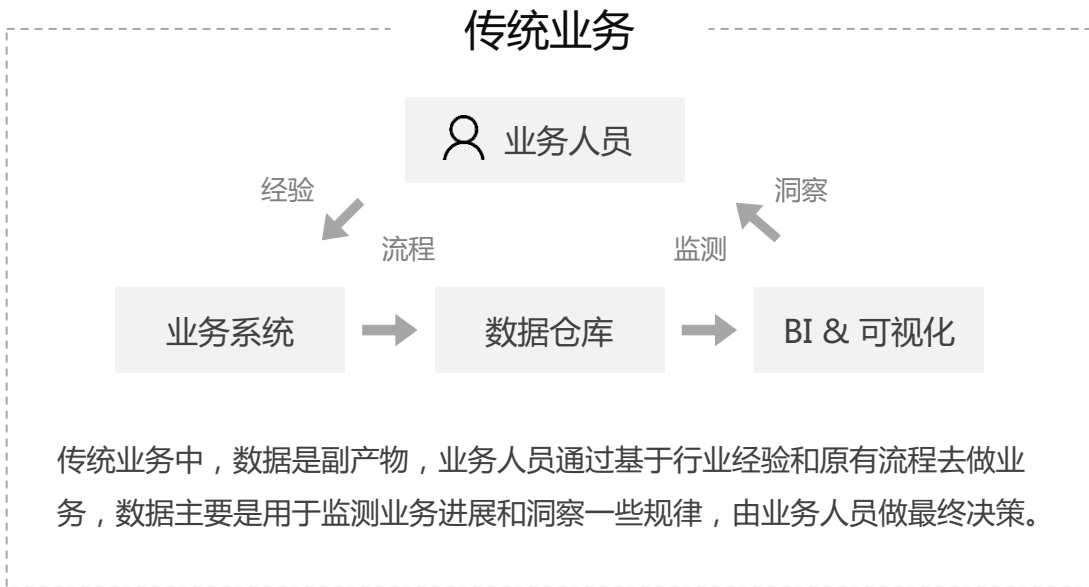 传统业务
业务人员
经验
洞察
流程
监测
业务系统
数据仓库
BI & 可视化
传统业务中，数据是副产物，业务人员通过基于行业经验和原有流程去做业
务，数据主要是用于监测业务进展和洞察一些规律，由业务人员做最终决策。